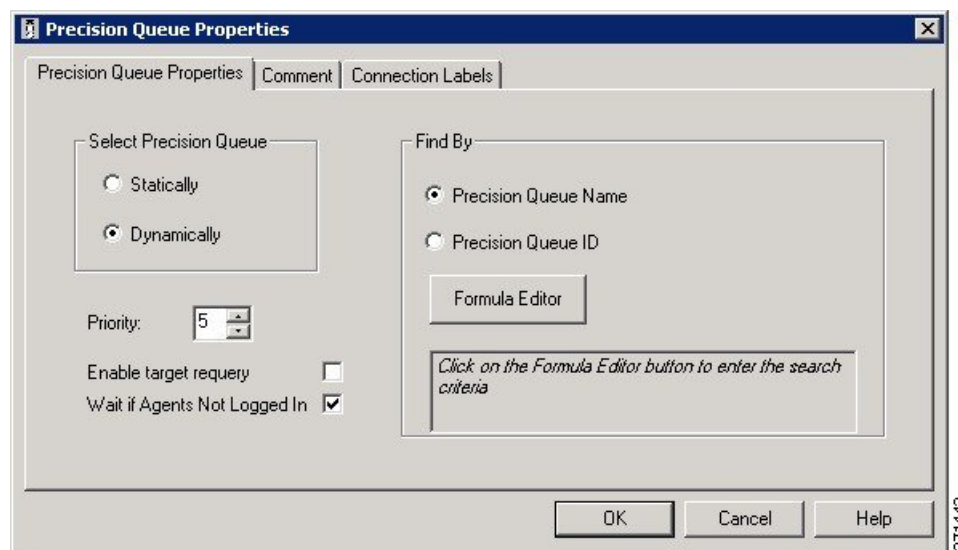 Precision Queue Properties
Precision Queue Properties
Comment
Connection Labels
Select Precision Queue
Statically
Dynamically
Priority: 5
Enable target requery
Wait if Agents Not Logged In
Find By
Precision Queue Name
Precision Queue ID
Formula Editor
Click on the Formula Editor button to enter the search
criteria
OK
Cancel
Help